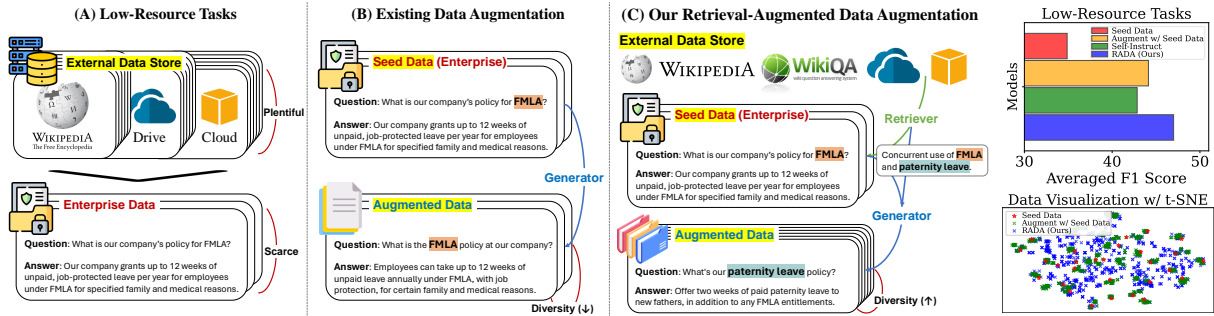 (A) Low-Resource Tasks
External Data Store
WIKIPEDIA
The Free Encyclopedia
Drive
Cloud
Plentiful
Enterprise Data
Question: What is our company's policy for FMLA?
Answer: Our company grants up to 12 weeks of
unpaid, job-protected leave per year for employees
under FMLA for specified family and medical reasons.
Scarce
(B) Existing Data Augmentation
Seed Data (Enterprise)
Question: What is our company's policy for FMLA?
Answer: Our company grants up to 12 weeks of
unpaid, job-protected leave per year for employees
under FMLA for specified family and medical reasons.
Generator
Augmented Data
Question: What is the FMLA policy at our company?
Answer: Employees can take up to 12 weeks of
unpaid leave annually under FMLA, with job
protection, for certain family and medical reasons.
Diversity (↓)
(C) Our Retrieval-Augmented Data Augmentation
External Data Store
WIKIPEDIA
WikiQA
wiki question answering system
Retriever
Seed Data (Enterprise)
Question: What is our company's policy for FMLA?
Answer: Our company grants up to 12 weeks of
unpaid, job-protected leave per year for employees
under FMLA for specified family and medical reasons.
Concurrent use of FMLA
and paternity leave.
Generator
Augmented Data
Question: What's our paternity leave policy?
Answer: Offer two weeks of paid paternity leave to
new fathers, in addition to any FMLA entitlements.
Diversity (↑)
Low-Resource Tasks
Seed Data
Augment w/ Seed Data
Self-Instruct
RADA (Ours)
Models
30 40 50
Averaged F1 Score
Data Visualization w/ t-SNE
Seed Data
Augment w/ Seed Data
RADA (Ours)